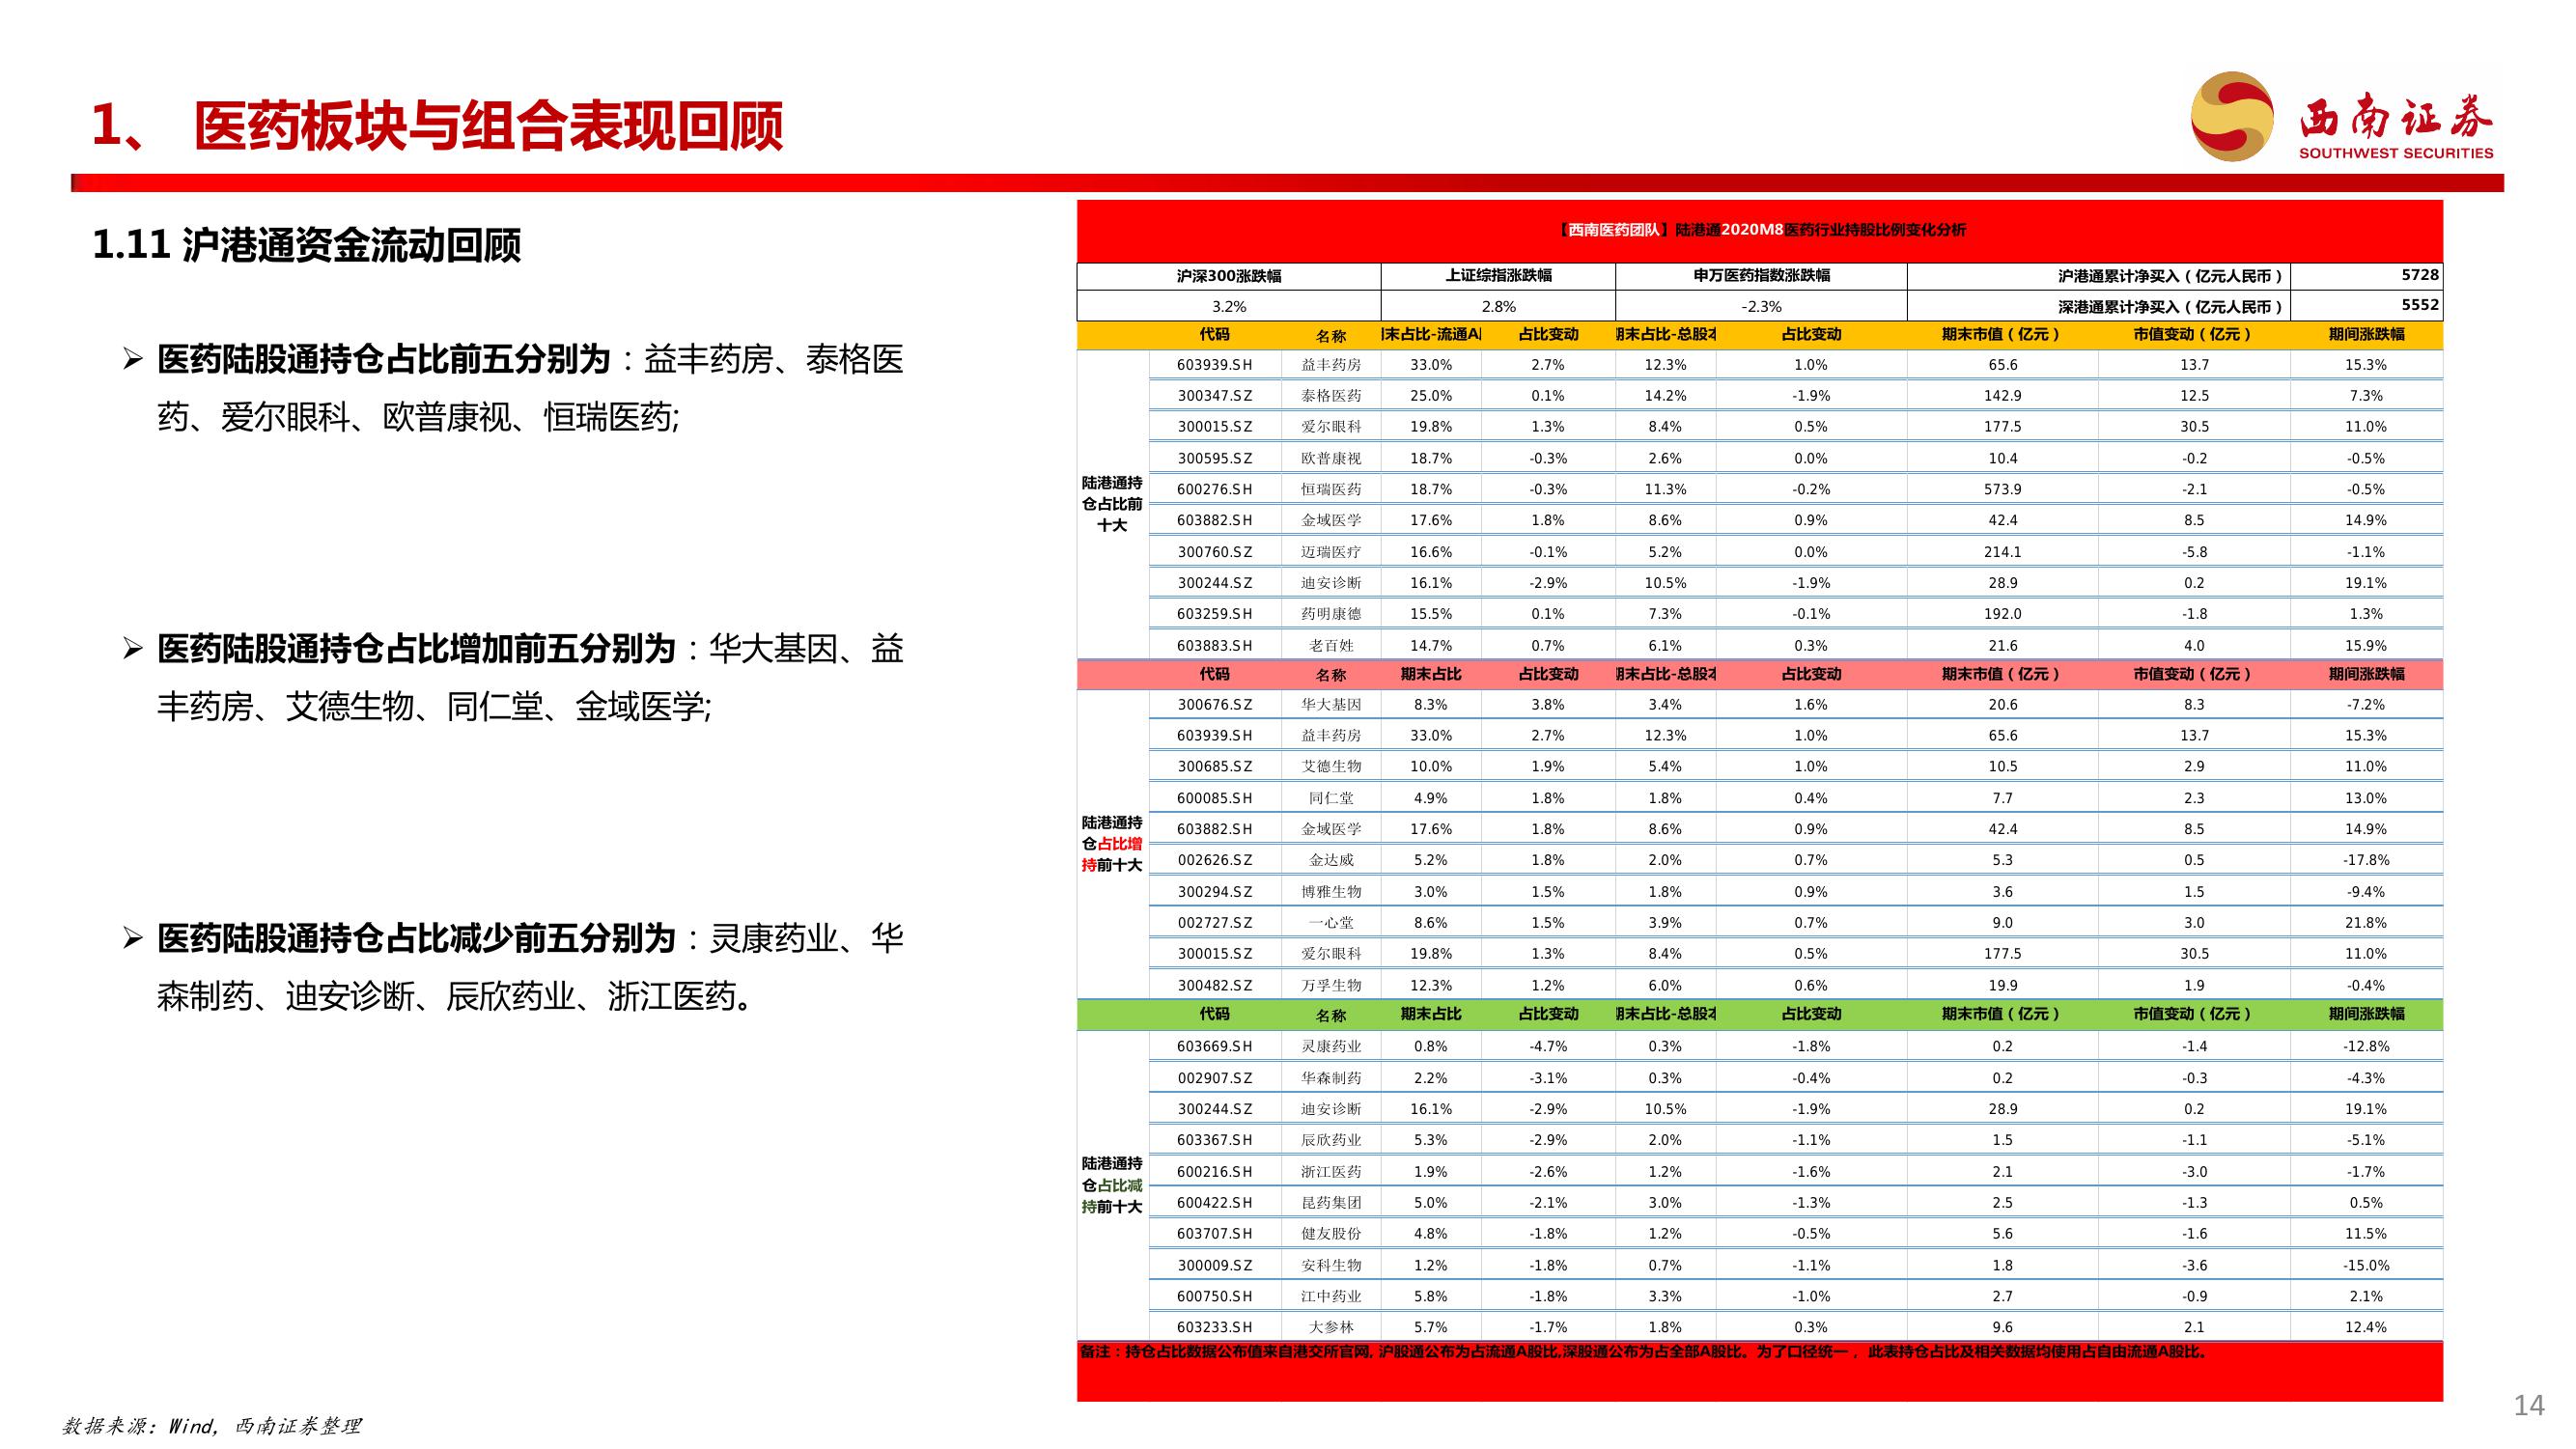 1、 医药板块与组合表现回顾
西南证券
SOUTHWEST SECURITIES
1.11 沪港通资金流动回顾
➢ 医药陆股通持仓占比前五分别为：益丰药房、泰格医
药、爱尔眼科、欧普康视、恒瑞医药;
➢ 医药陆股通持仓占比增加前五分别为：华大基因、益
丰药房、艾德生物、同仁堂、金域医学;
➢ 医药陆股通持仓占比减少前五分别为：灵康药业、华
森制药、迪安诊断、辰欣药业、浙江医药。
【西南医药团队】陆港通2020M8医药行业持股比例变化分析
沪深300涨跌幅 上证综指涨跌幅 申万医药指数涨跌幅 沪港通累计净买入（亿元人民币） 5728
3.2% 2.8% -2.3% 深港通累计净买入（亿元人民币） 5552
代码 名称 末占比-流通A 占比变动 期末占比-总股本 占比变动 期末市值（亿元） 市值变动（亿元） 期间涨跌幅
陆港通持
仓占比前
十大
603939.SH 益丰药房 33.0% 2.7% 12.3% 1.0% 65.6 13.7 15.3%
300347.SZ 泰格医药 25.0% 0.1% 14.2% -1.9% 142.9 12.5 7.3%
300015.SZ 爱尔眼科 19.8% 1.3% 8.4% 0.5% 177.5 30.5 11.0%
300595.SZ 欧普康视 18.7% -0.3% 2.6% 0.0% 10.4 -0.2 -0.5%
600276.SH 恒瑞医药 18.7% -0.3% 11.3% -0.2% 573.9 -2.1 -0.5%
603882.SH 金域医学 17.6% 1.8% 8.6% 0.9% 42.4 8.5 14.9%
300760.SZ 迈瑞医疗 16.6% -0.1% 5.2% 0.0% 214.1 -5.8 -1.1%
300244.SZ 迪安诊断 16.1% -2.9% 10.5% -1.9% 28.9 0.2 19.1%
603259.SH 药明康德 15.5% 0.1% 7.3% -0.1% 192.0 -1.8 1.3%
603883.SH 老百姓 14.7% 0.7% 6.1% 0.3% 21.6 4.0 15.9%
代码 名称 期末占比 占比变动 期末占比-总股本 占比变动 期末市值（亿元） 市值变动（亿元） 期间涨跌幅
陆港通持
仓占比增
持前十大
300676.SZ 华大基因 8.3% 3.8% 3.4% 1.6% 20.6 8.3 -7.2%
603939.SH 益丰药房 33.0% 2.7% 12.3% 1.0% 65.6 13.7 15.3%
300685.SZ 艾德生物 10.0% 1.9% 5.4% 1.0% 10.5 2.9 11.0%
600085.SH 同仁堂 4.9% 1.8% 1.8% 0.4% 7.7 2.3 13.0%
603882.SH 金域医学 17.6% 1.8% 8.6% 0.9% 42.4 8.5 14.9%
002626.SZ 金达威 5.2% 1.8% 2.0% 0.7% 5.3 0.5 -17.8%
300294.SZ 博雅生物 3.0% 1.5% 1.8% 0.9% 3.6 1.5 -9.4%
002727.SZ 一心堂 8.6% 1.5% 3.9% 0.7% 9.0 3.0 21.8%
300015.SZ 爱尔眼科 19.8% 1.3% 8.4% 0.5% 177.5 30.5 11.0%
300482.SZ 万孚生物 12.3% 1.2% 6.0% 0.6% 19.9 1.9 -0.4%
代码 名称 期末占比 占比变动 期末占比-总股本 占比变动 期末市值（亿元） 市值变动（亿元） 期间涨跌幅
陆港通持
仓占比减
持前十大
603669.SH 灵康药业 0.8% -4.7% 0.3% -1.8% 0.2 -1.4 -12.8%
002907.SZ 华森制药 2.2% -3.1% 0.3% -0.4% 0.2 -0.3 -4.3%
300244.SZ 迪安诊断 16.1% -2.9% 10.5% -1.9% 28.9 0.2 19.1%
603367.SH 辰欣药业 5.3% -2.9% 2.0% -1.1% 1.5 -1.1 -5.1%
600216.SH 浙江医药 1.9% -2.6% 1.2% -1.6% 2.1 -3.0 -1.7%
600422.SH 昆药集团 5.0% -2.1% 3.0% -1.3% 2.5 -1.3 0.5%
603707.SH 健友股份 4.8% -1.8% 1.2% -0.5% 5.6 -1.6 11.5%
300009.SZ 安科生物 1.2% -1.8% 0.7% -1.1% 1.8 -3.6 -15.0%
600750.SH 江中药业 5.8% -1.8% 3.3% -1.0% 2.7 -0.9 2.1%
603233.SH 大参林 5.7% -1.7% 1.8% 0.3% 9.6 2.1 12.4%
备注：持仓占比数据公布值来自港交所官网, 沪股通公布为占流通A股比,深股通公布为占全部A股比。为了口径统一 ，此表持仓占比及相关数据均使用占自由流通A股比。
数据来源：Wind，西南证券整理
14